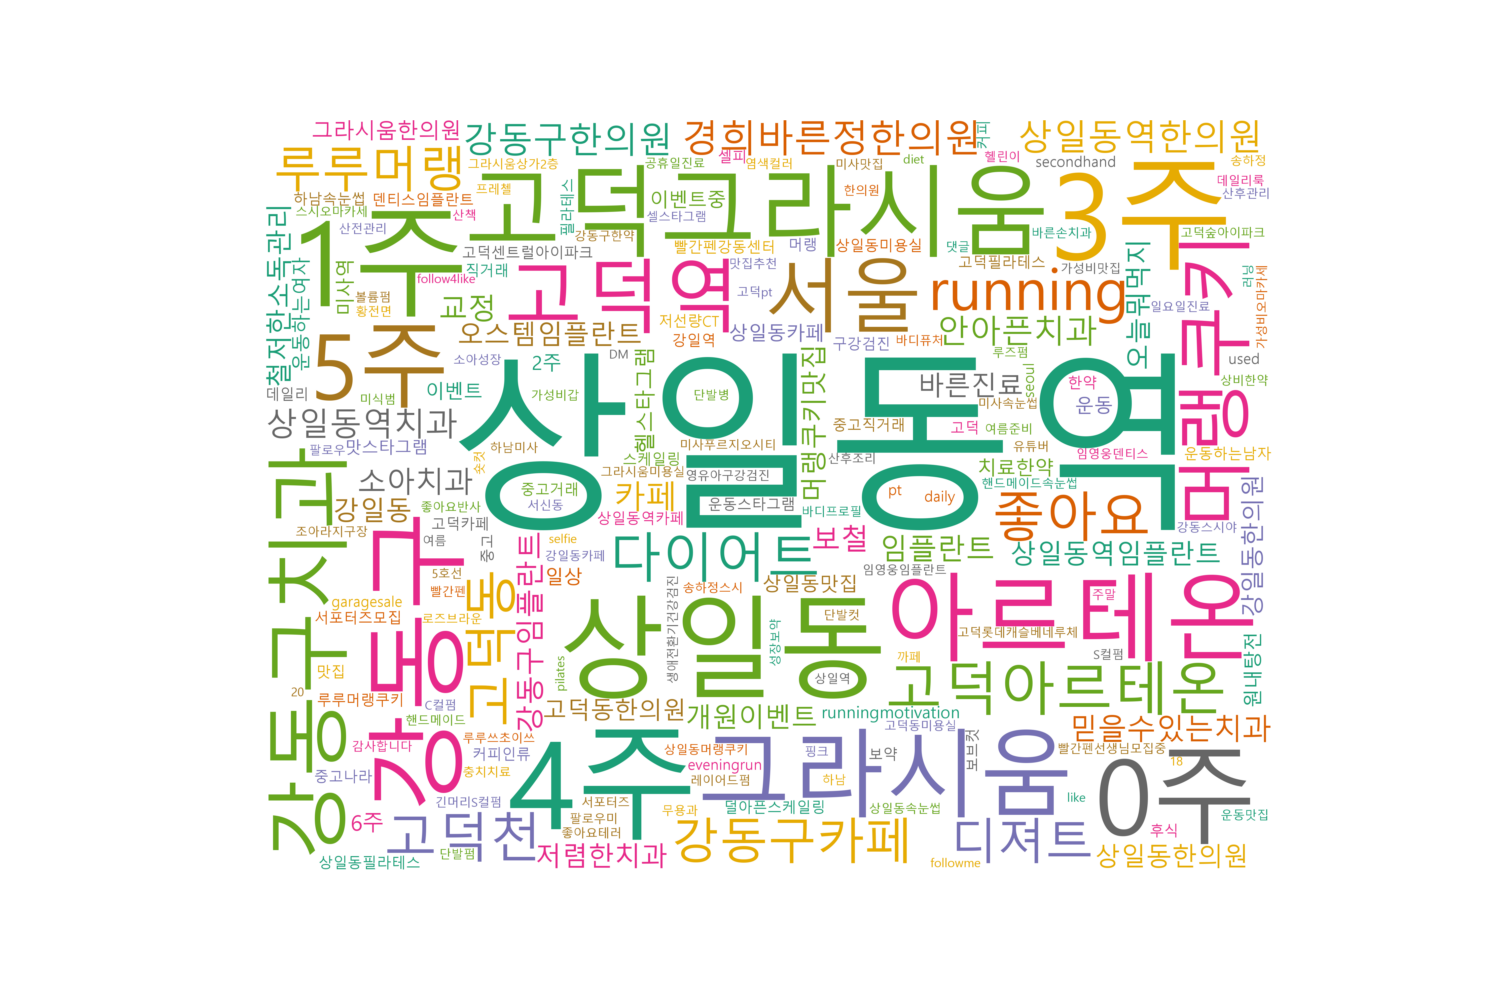 그라시움한의원
강동구한의원
경희바른정한의원
커피
상일동역한의원
루루머랭
그라시움상가2층
공휴일진료
셀피
염색컬러
미사맛집
diet
헬린이
secondhand
송하정
하남속눈썹
덴티스임플란트
프레첼
필라테스
이벤트중
한의원
데일리룩
산후관리
스시오마카세
산책
고덕그라시움
셀스타그램
3주
1주
산전관리
강동구한약
빨간펜강동센터
머랭
상일동미용실
댓글
바른손치과
고덕숲아이파크
철저한소독관리
운동하는여자
미사역
고덕센트럴아이파크
직거래
follow4like
고덕역
맛집추천
고덕pt
서울
고덕필라테스
가성비맛집
running
오늘뭐먹지
머랭쿠키
러닝
가성비오마카세
볼륨펌
황전면
교정
저선량CT
일요일진료
5주
오스템임플란트
강일역
상일동카페
구강검진
바디퓨처
안아픈치과
루즈펌
used
소아성장
2주
DM
헬스타그램
머랭쿠키맛집
데일리
미식범
이벤트
가성비갑
단발병
바른진료
seoul
한약
상비한약
상일동역
운동
상일동역치과
중고직거래
고덕
여름준비
미사속눈썹
팔로우
맛스타그램
숏컷
하남미사
미사푸르지오시티
유튜버
임영웅덴티스
운동하는남자
강동구치과
스케일링
산후조리
소아치과
그라시움미용실
영유아구강검진
치료한약
핸드메이드속눈썹
강일동한의원
강일동
좋아요반사
중고거래
서신동
카페
운동스타그램
바디프로필
pt
daily
좋아요
조아라지구장
고덕카페
상일동역카페
강동스시야
강동구
여름
중고
selfie
강일동카페
다이어트
보철
임플란트
상일동역임플란트
5호선
빨간펜
고덕동
강동구임플란트
일상
생애전환기건강검진
송하정스시
상일동맛집
임영웅임플란트
아르테온
주말
garagesale
서포터즈모집
로즈브라운
상일동
단발컷
고덕롯데캐슬베네루체
원내탕전
맛집
pilates
성장보약
까페
S컬펌
20
루루머랭쿠키
C컬펌
상일역
고덕아르테온
핸드메이드
고덕동한의원
개원이벤트
runningmotivation
고덕동미용실
믿을수있는치과
감사합니다
루루쓰초이쓰
커피인류
4주
상일동머랭쿠키
핑크
그라시움
보약
보브컷
빨간펜선생님모집중
18
0주
중고나라
충치치료
eveningrun
레이어드펌
하남
긴머리S컬펌
서포터즈
덜아픈스케일링
상일동속눈썹
like
6주
고덕천
팔로우미
무용과
운동맛집
좋아요테러
강동구카페
디져트
후식
상일동필라테스
단발펌
저렴한치과
followme
상일동한의원